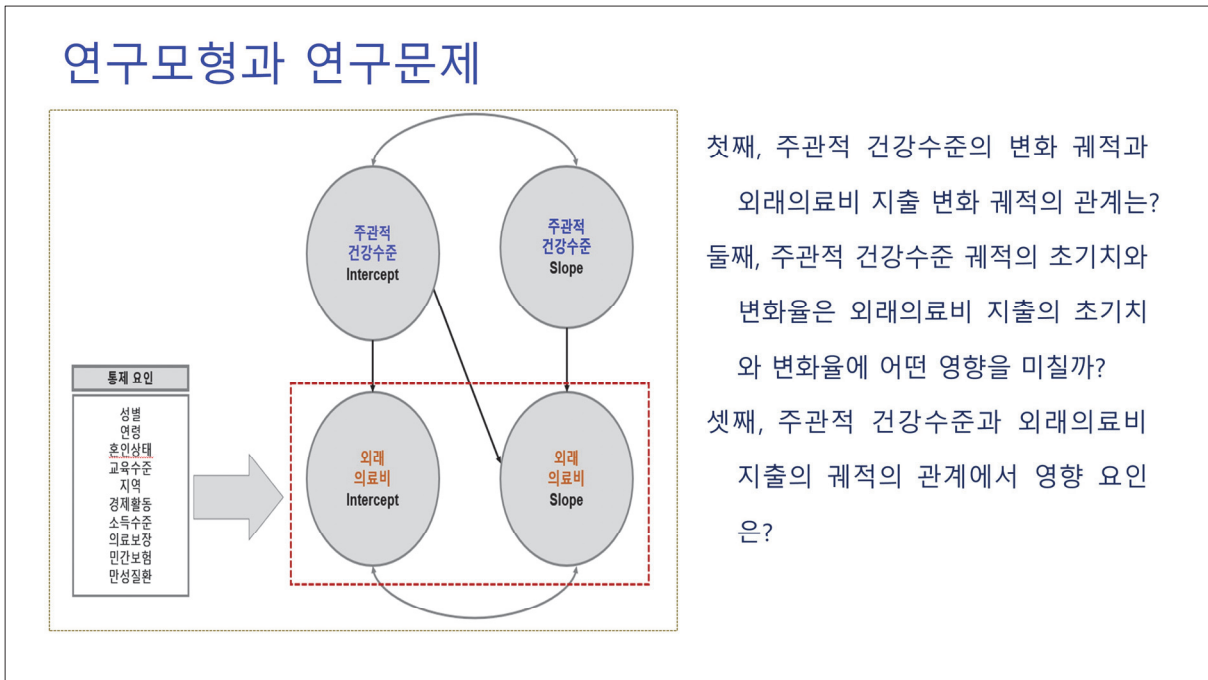 연구모형과 연구문제
주관적
건강수준
Intercept
주관적
건강수준
Slope
통제 요인
성별
연령
혼인상태
교육수준
지역
경제활동
소득수준
의료보장
민간보험
만성질환
외래
의료비
Intercept
외래
의료비
Slope
첫째, 주관적 건강수준의 변화 궤적과
외래의료비 지출 변화 궤적의 관계는?
둘째, 주관적 건강수준 궤적의 초기치와
변화율은 외래의료비 지출의 초기치
와 변화율에 어떤 영향을 미칠까?
셋째, 주관적 건강수준과 외래의료비
지출의 궤적의 관계에서 영향 요인
은?